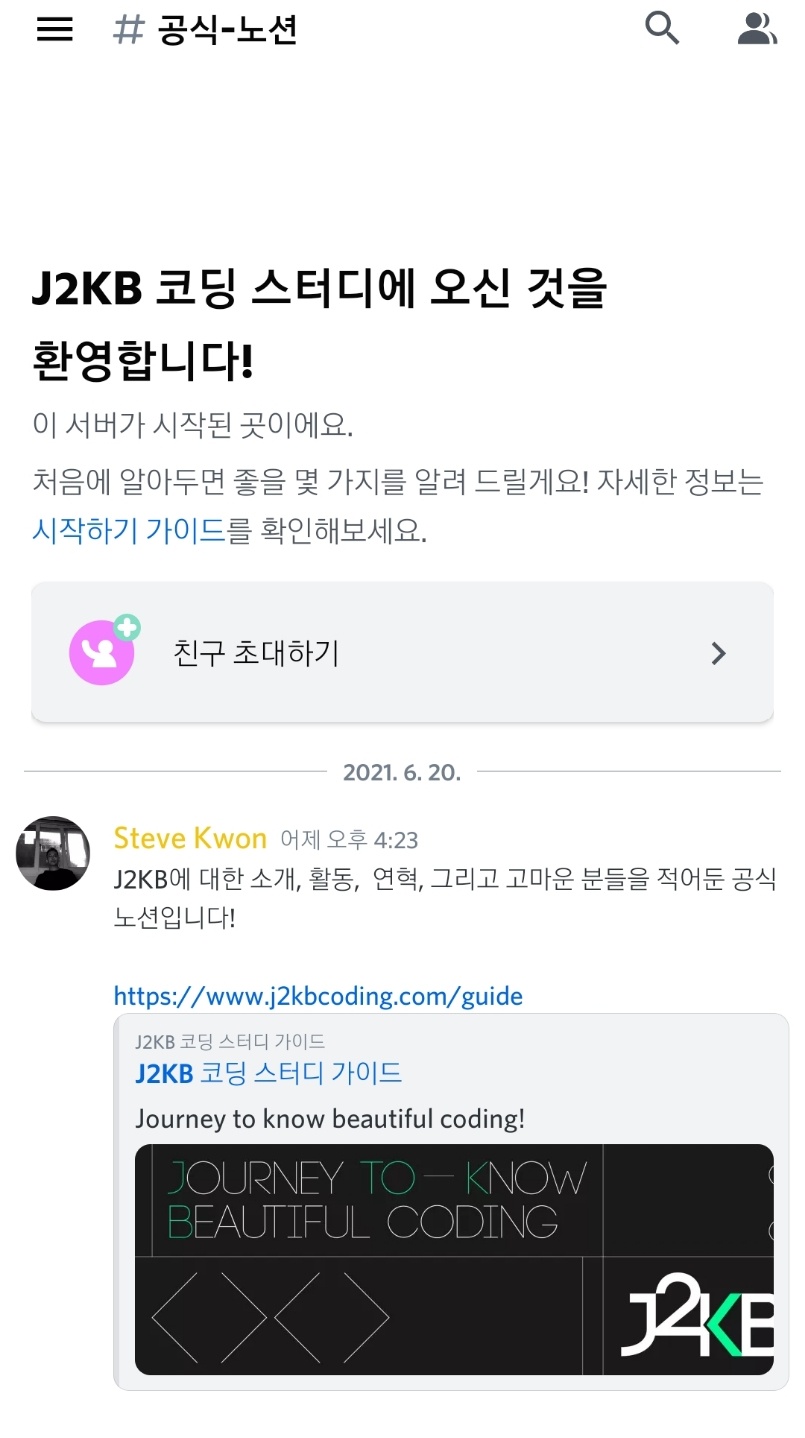 # 공식-노션
J2KB 코딩 스터디에 오신 것을
환영합니다!
이 서버가 시작된 곳이에요.
처음에 알아두면 좋을 몇 가지를 알려 드릴게요! 자세한 정보는
시작하기 가이드를 확인해보세요.
친구 초대하기
2021. 6. 20.
Steve Kwon 어제 오후 4:23
J2KB에 대한 소개, 활동,  연혁, 그리고 고마운 분들을 적어둔 공식
노션입니다!
https://www.j2kbcoding.com/guide
J2KB 코딩 스터디 가이드
J2KB 코딩 스터디 가이드
Journey to know beautiful coding!
JOURNEY TO — KNOW
BEAUTIFUL CODING
J2KB